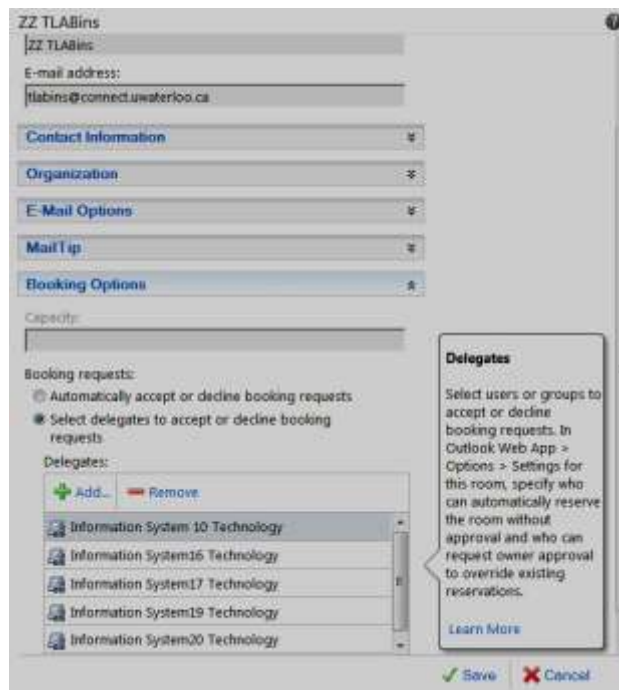 ZZ TLABins
ZZ TLABins
E-mail address:
tlabins@connect.uwaterloo.ca
Contact Information
Organization
E-Mail Options
MailTip
Booking Options
Capacity:
Booking requests:
Automatically accept or decline booking requests
Select delegates to accept or decline booking
requests
Delegates:
Add... Remove
Information System 10 Technology
Information System16 Technology
Information System17 Technology
Information System19 Technology
Information System20 Technology
Delegates
Select users or groups to
accept or decline
booking requests. In
Outlook Web App >
Options > Settings for
this room, specify who
can automatically reserve
the room without
approval and who can
request owner approval
to override existing
reservations.
Learn More
Save Cancel